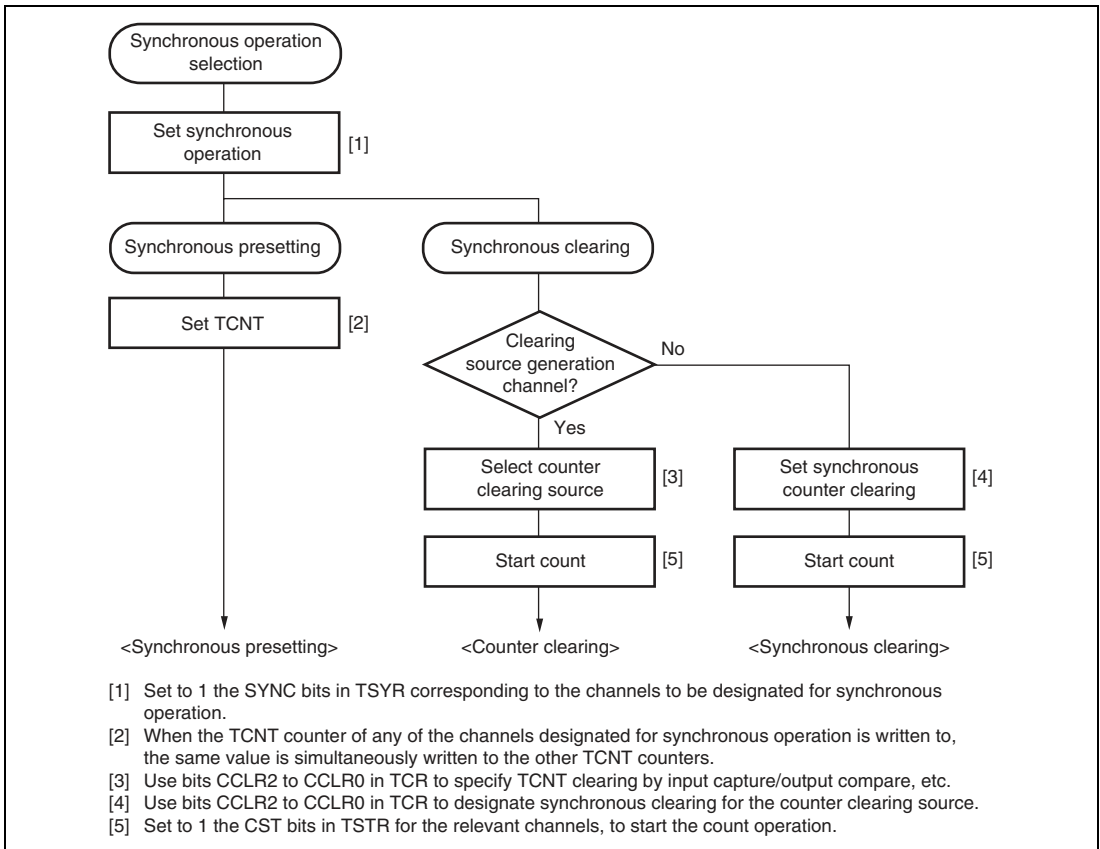 Synchronous operation
selection
Set synchronous
operation
[1]
Synchronous presetting
Synchronous clearing
Set TCNT
[2]
Clearing
source generation
channel?
No
Yes
Select counter
clearing source
[3]
Set synchronous
counter clearing
[4]
Start count
[5]
Start count
[5]
<Synchronous presetting>
<Counter clearing>
<Synchronous clearing>
[1] Set to 1 the SYNC bits in TSYR corresponding to the channels to be designated for synchronous
operation.
[2] When the TCNT counter of any of the channels designated for synchronous operation is written to,
the same value is simultaneously written to the other TCNT counters.
[3] Use bits CCLR2 to CCLR0 in TCR to specify TCNT clearing by input capture/output compare, etc.
[4] Use bits CCLR2 to CCLR0 in TCR to designate synchronous clearing for the counter clearing source.
[5] Set to 1 the CST bits in TSTR for the relevant channels, to start the count operation.